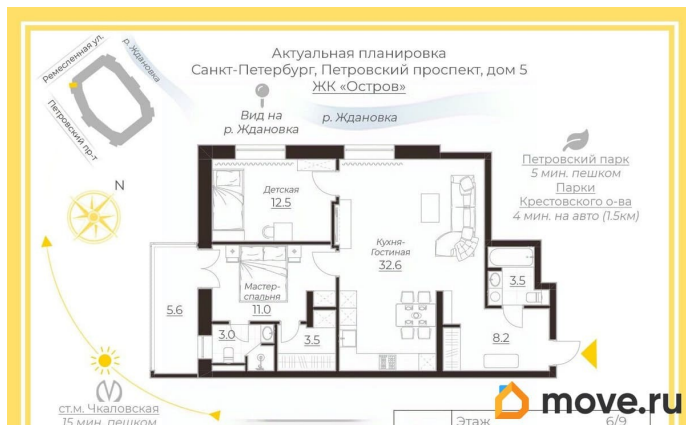 Актуальная планировка
Санкт-Петербург, Петровский проспект, дом 5
ЖК «Остров»
Ремесленная ул.
р. Ждановка
Петровский пр-т
Вид на
р. Ждановка
р. Ждановка
Петровский парк
5 мин. пешком
Парки
Крестовского о-ва
4 мин. на авто (1.5км)
N
Детская
12.5
Кухня-
Гостиная
32.6
Мастер-
спальня
11.0
5.6
3.0
3.5
3.5
8.2
ст.м. Чкаловская
15 мин. пешком
Этаж
6/9
move.ru